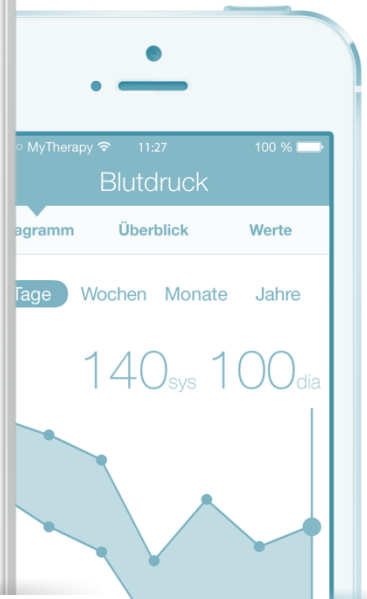 MyTherapy 11:27 100 %
Blutdruck
agramm Überblick Werte
Tage Wochen Monate Jahre
140sys 100dia